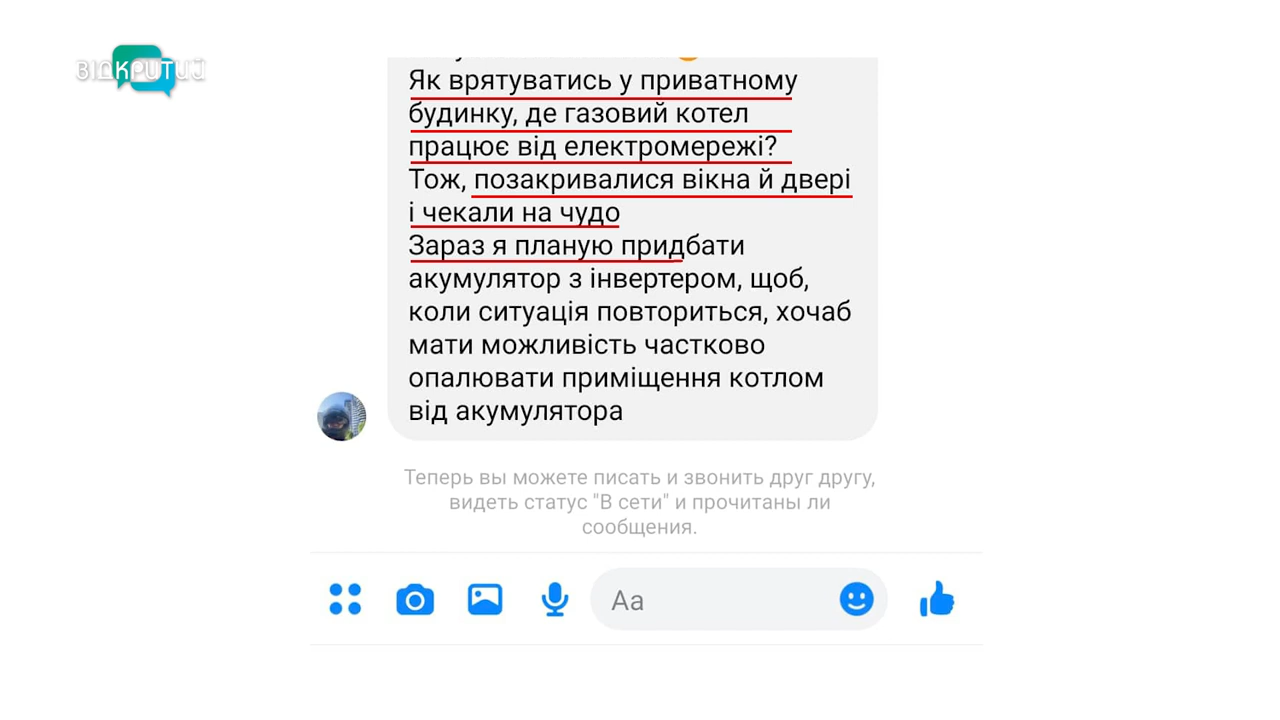 ВІДКРИТИЙ
Як врятуватись у приватному
будинку, де газовий котел
працює від електромережі?
Тож, позакривалися вікна й двері
і чекали на чудо
Зараз я планую придбати
акумулятор з інвертером, щоб,
коли ситуація повториться, хочаб
мати можливість частково
опалювати приміщення котлом
від акумулятора
Теперь вы можете писать и звонить друг другу,
видеть статус "В сети" и прочитаны ли
сообщения.
Aa